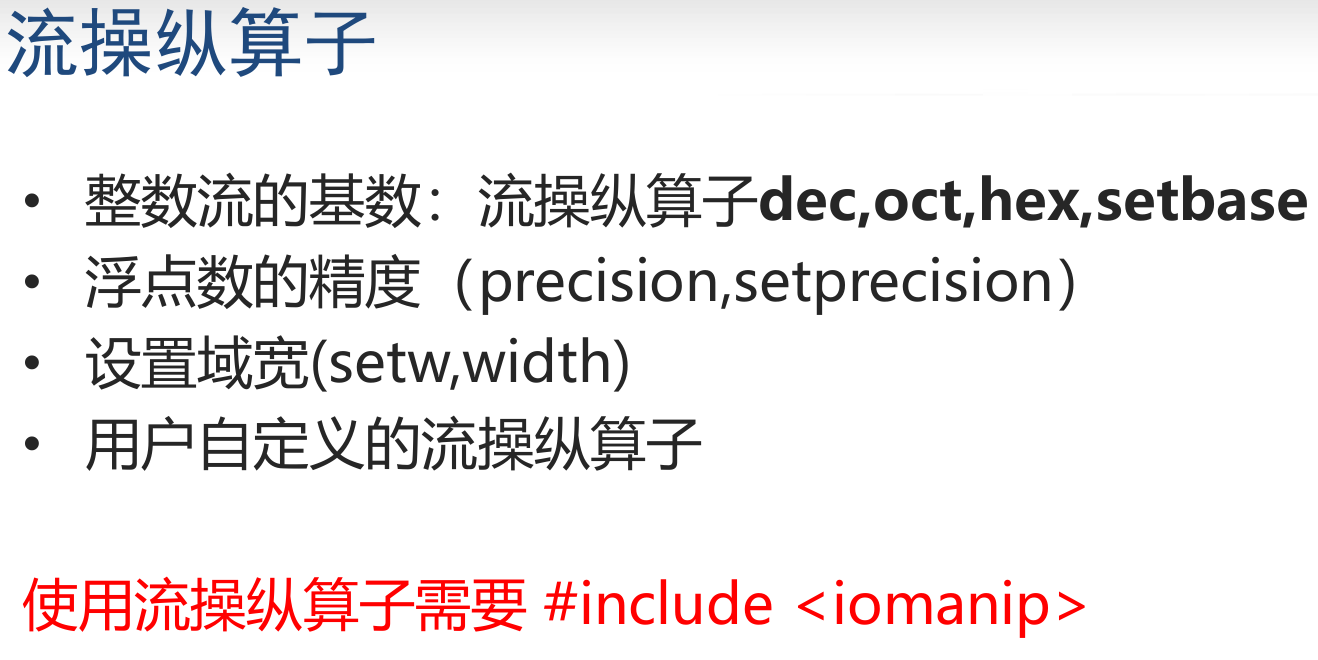 流操纵算子
• 整数流的基数：流操纵算子dec,oct,hex,setbase
• 浮点数的精度（precision,setprecision）
• 设置域宽(setw,width)
• 用户自定义的流操纵算子
使用流操纵算子需要 #include <iomanip>